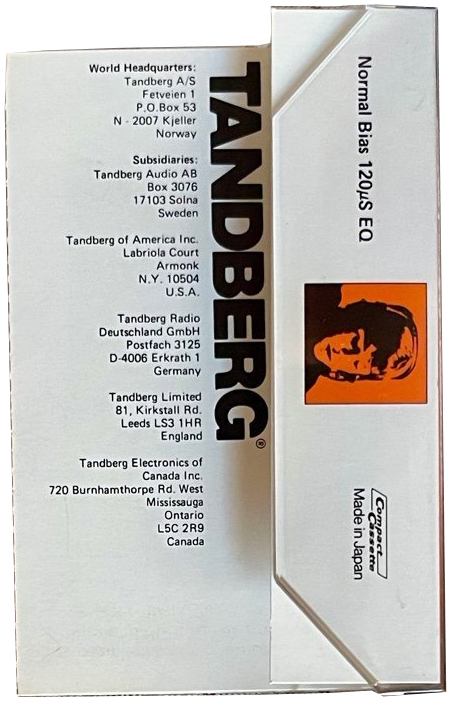 World Headquarters:
Tandberg A/S
Fetveien 1
P.O.Box 53
N - 2007 Kjeller
Norway
Subsidiaries:
Tandberg Audio AB
Box 3076
17103 Solna
Sweden
Tandberg of America Inc.
Labriola Court
Armonk
N.Y. 10504
U.S.A.
Tandberg Radio
Deutschland GmbH
Postfach 3125
D-4006 Erkrath 1
Germany
Tandberg Limited
81, Kirkstall Rd.
Leeds LS3 1HR
England
Tandberg Electronics of
Canada Inc.
720 Burnhamthorpe Rd. West
Mississauga
Ontario
L5C 2R9
Canada
TANDBERG®
Normal Bias 120µS EQ
Compact
Cassette
Made in Japan